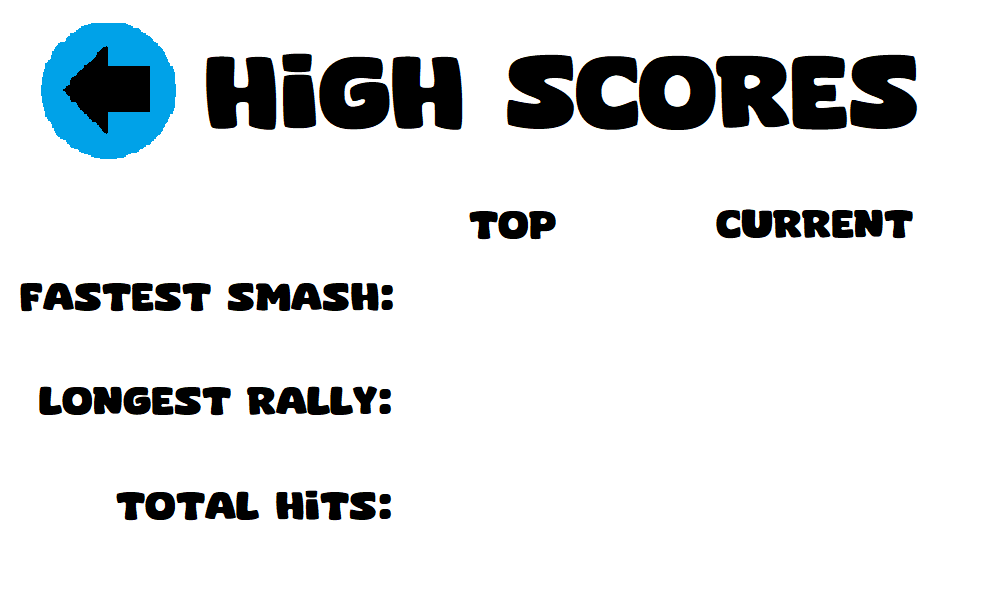 HiGH SCORES
TOP CURRENT
FASTEST SMASH:
LONGEST RALLY:
TOTAL HiTS: